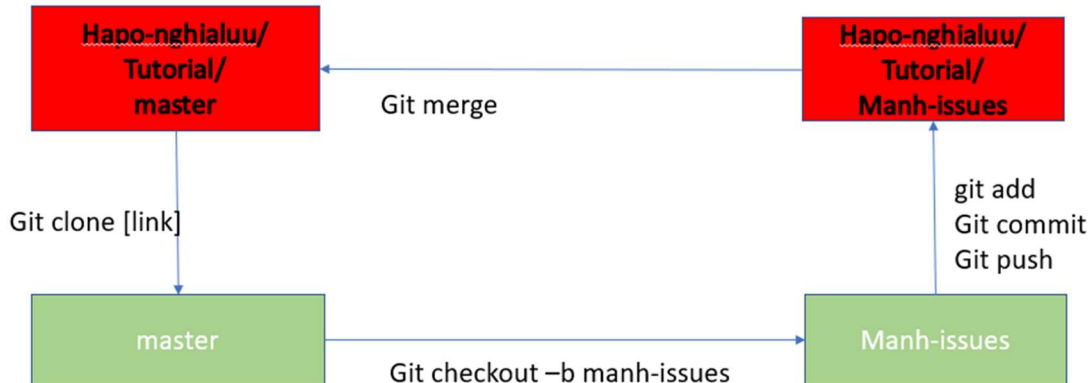 Hapo-nghialuu/
Tutorial/
master
Hapo-nghialuu/
Tutorial/
Manh-issues
Git merge
Git clone [link]
git add
Git commit
Git push
master
Manh-issues
Git checkout –b manh-issues